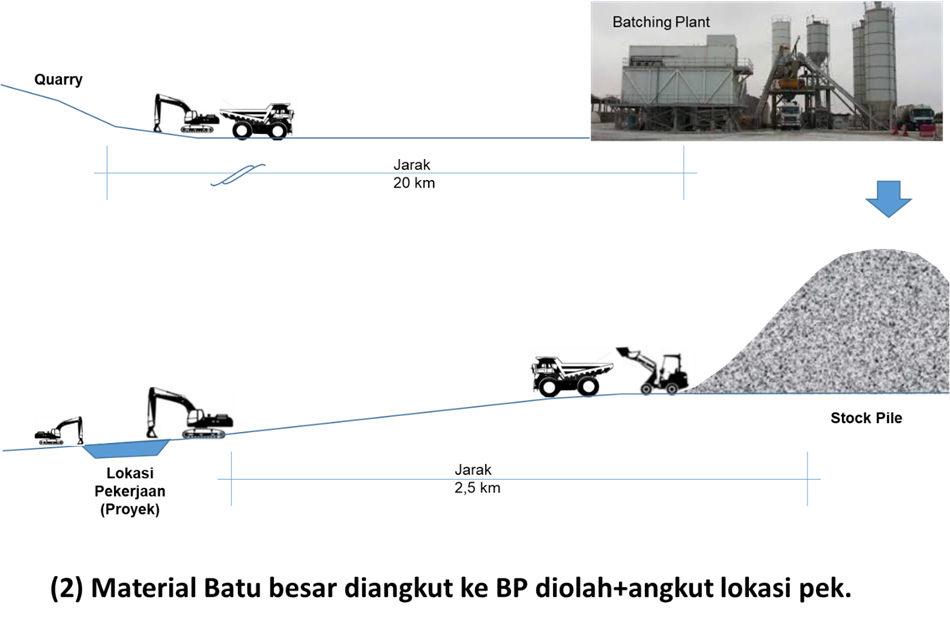 Batching Plant
Quarry
Jarak
20 km
Stock Pile
Lokasi
Pekerjaan
(Proyek)
Jarak
2,5 km
(2) Material Batu besar diangkut ke BP diolah+angkut lokasi pek.